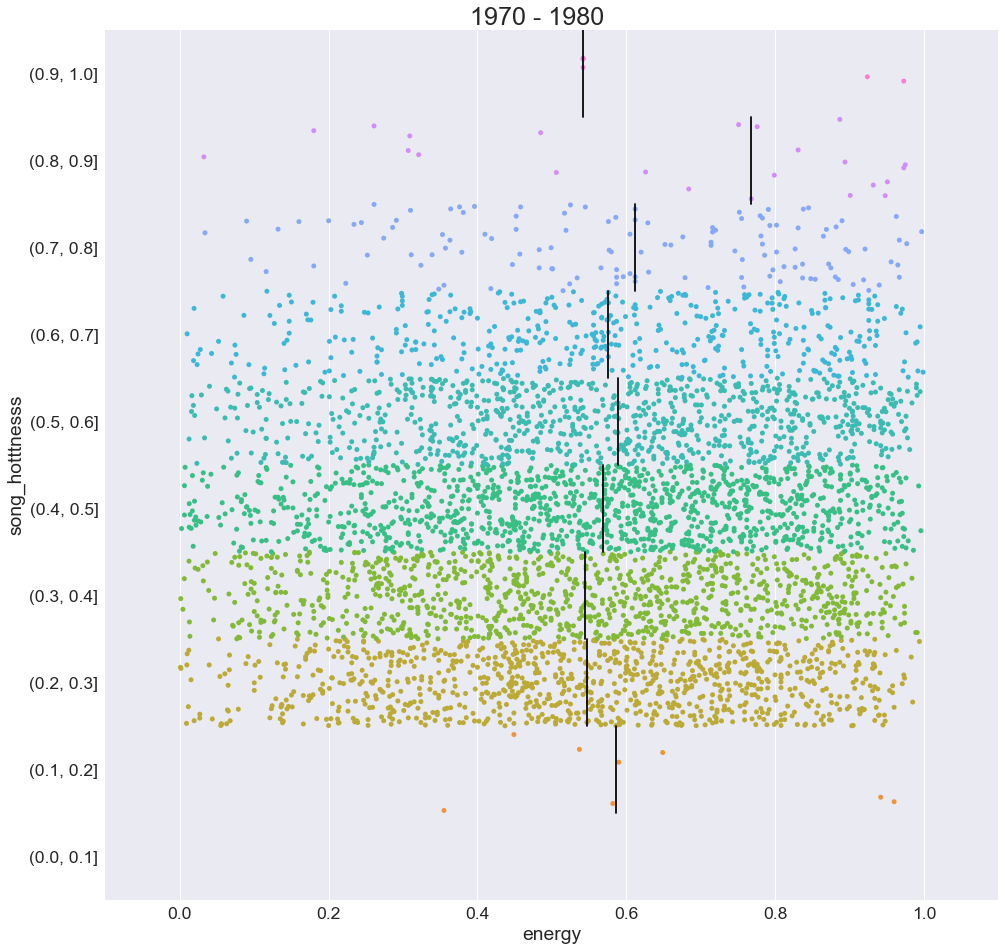 1970 - 1980
(0.9, 1.0]
(0.8, 0.9]
(0.7, 0.8]
(0.6, 0.7]
(0.5, 0.6]
(0.4, 0.5]
(0.3, 0.4]
(0.2, 0.3]
(0.1, 0.2]
(0.0, 0.1]
song_hotttnesss
0.0 0.2 0.4 0.6 0.8 1.0
energy